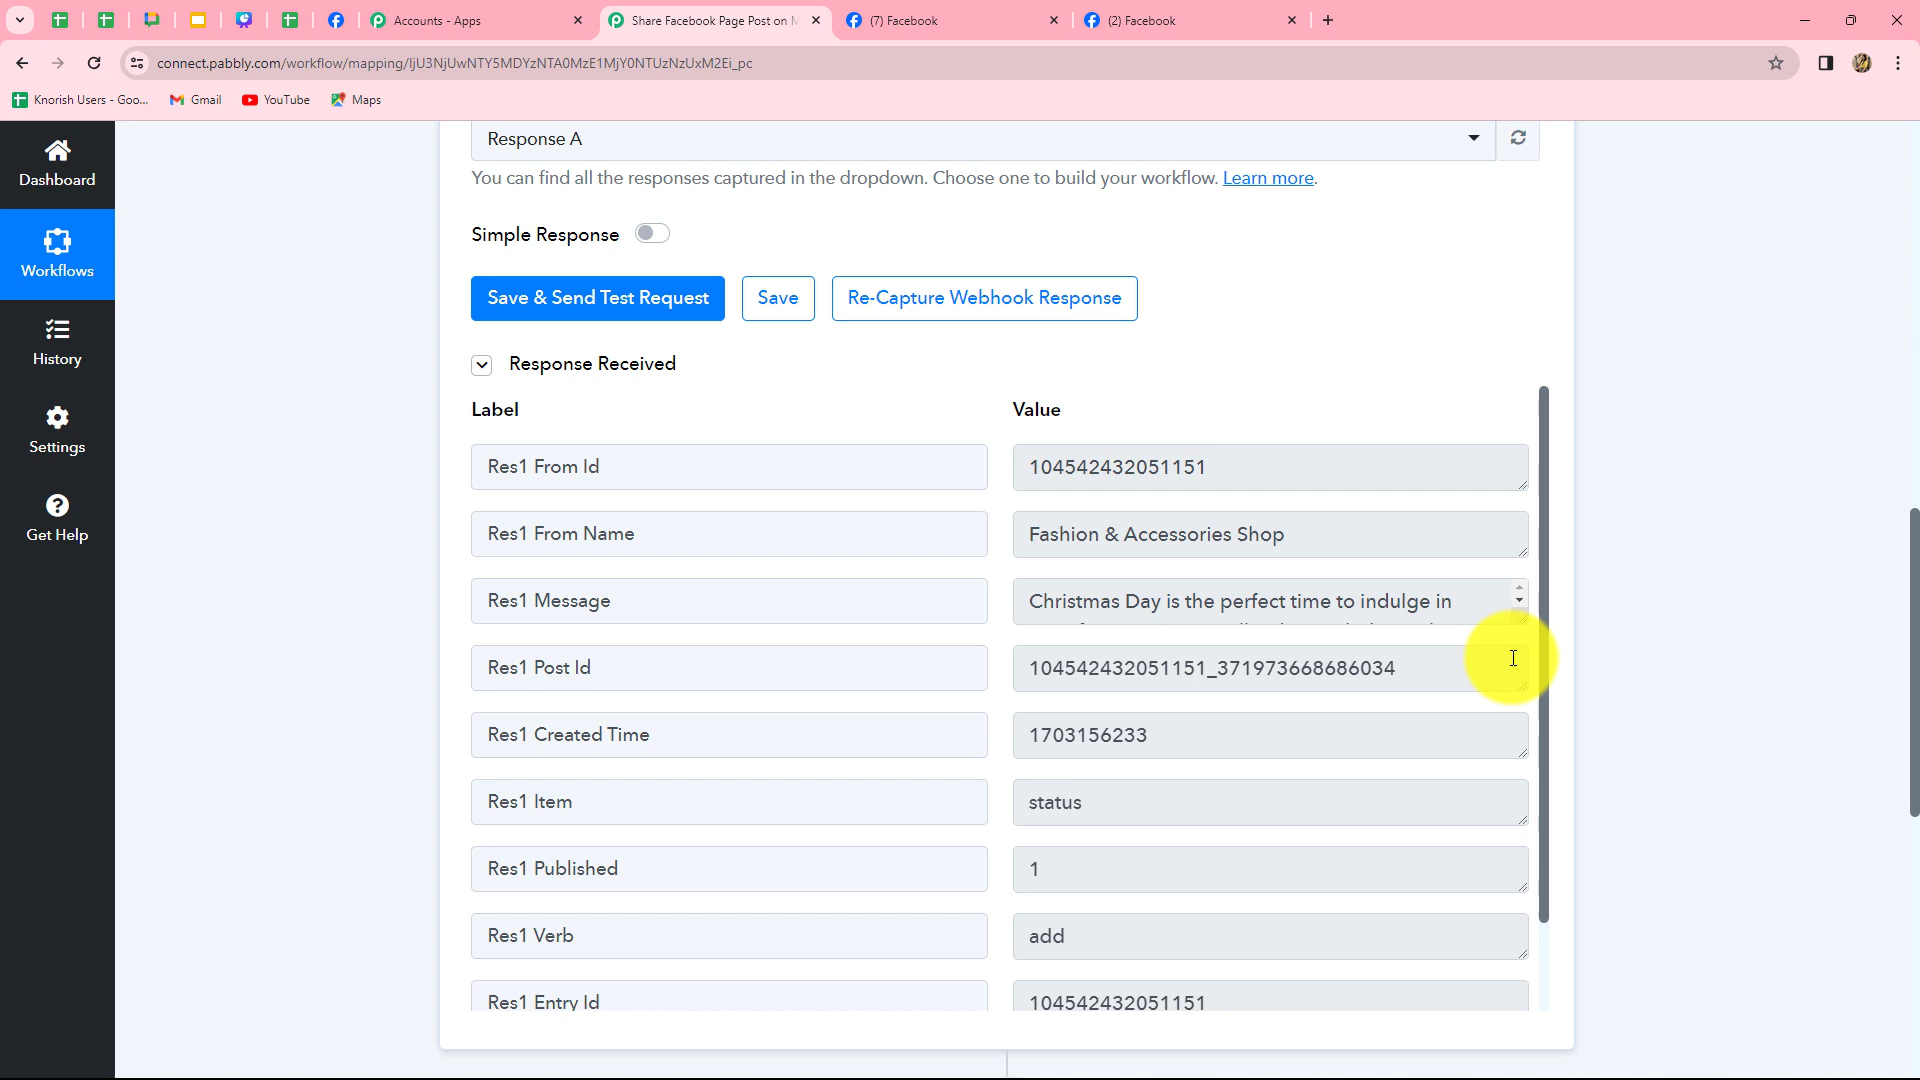 Accounts - Apps
Share Facebook Page Post on
(7) Facebook
(2) Facebook
connect.pabbly.com/workflow/mapping/IjU3NjUwNTY5MDYzNTA0MzE1MjY0NTUzNzUxM2Ei_pc
Knorish Users - Goo...
Gmail
YouTube
Maps
Dashboard
Workflows
History
Settings
Get Help
Response A
You can find all the responses captured in the dropdown. Choose one to build your workflow. Learn more.
Simple Response
Save & Send Test Request
Save
Re-Capture Webhook Response
Response Received
Label
Value
Res1 From Id
104542432051151
Res1 From Name
Fashion & Accessories Shop
Res1 Message
Christmas Day is the perfect time to indulge in
Res1 Post Id
104542432051151_371973668686034
Res1 Created Time
1703156233
Res1 Item
status
Res1 Published
1
Res1 Verb
add
Res1 Entry Id
104542432051151